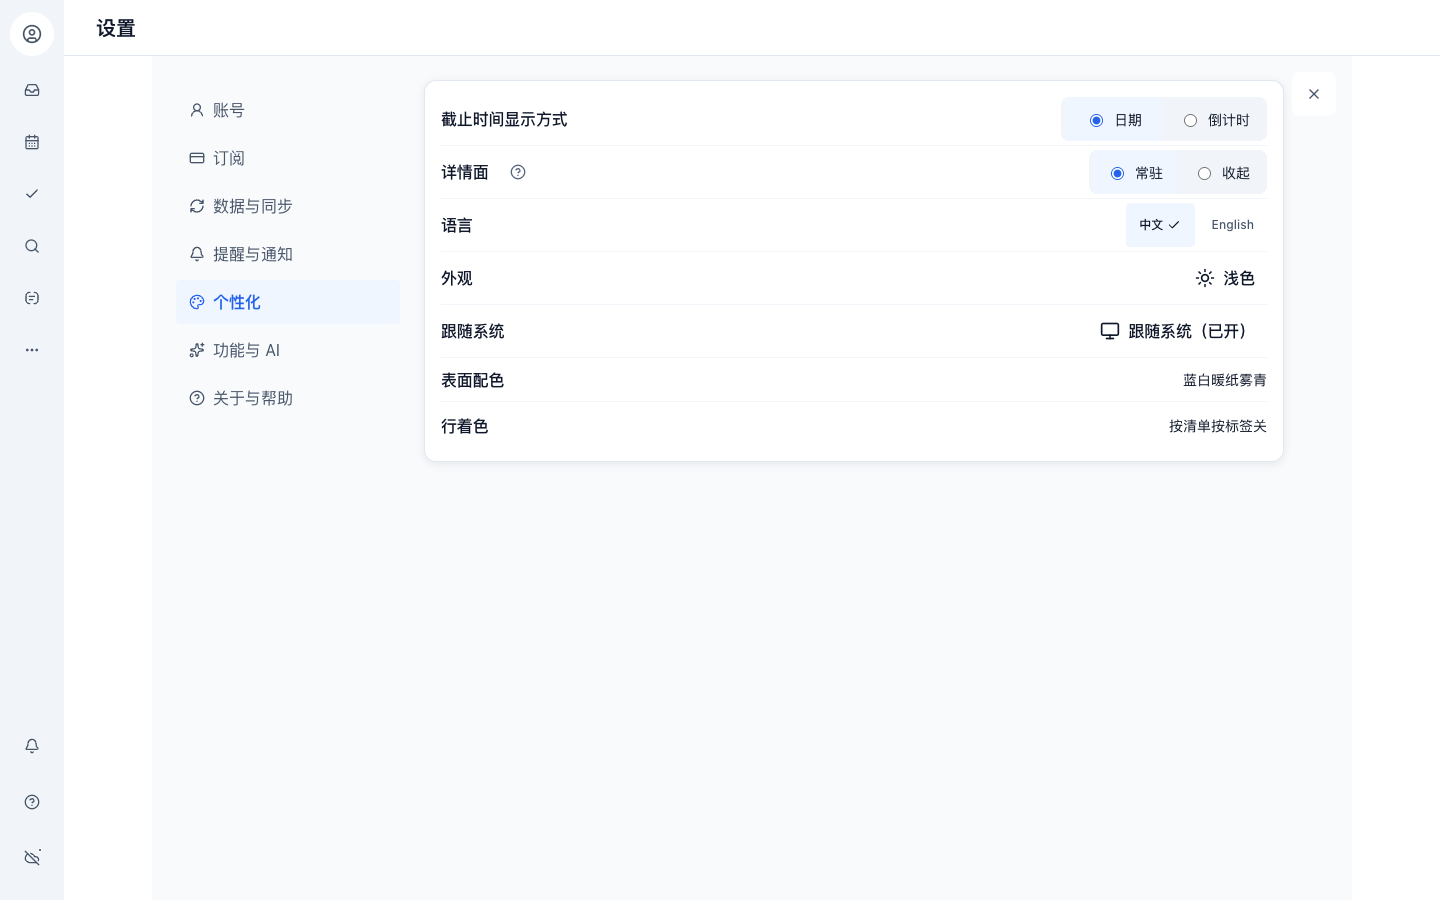 设置
账号
订阅
数据与同步
提醒与通知
个性化
功能与 AI
关于与帮助
截止时间显示方式
日期 倒计时
详情面
常驻 收起
语言
中文 English
外观
浅色
跟随系统
跟随系统（已开）
表面配色
蓝白暖纸雾青
行着色
按清单按标签关